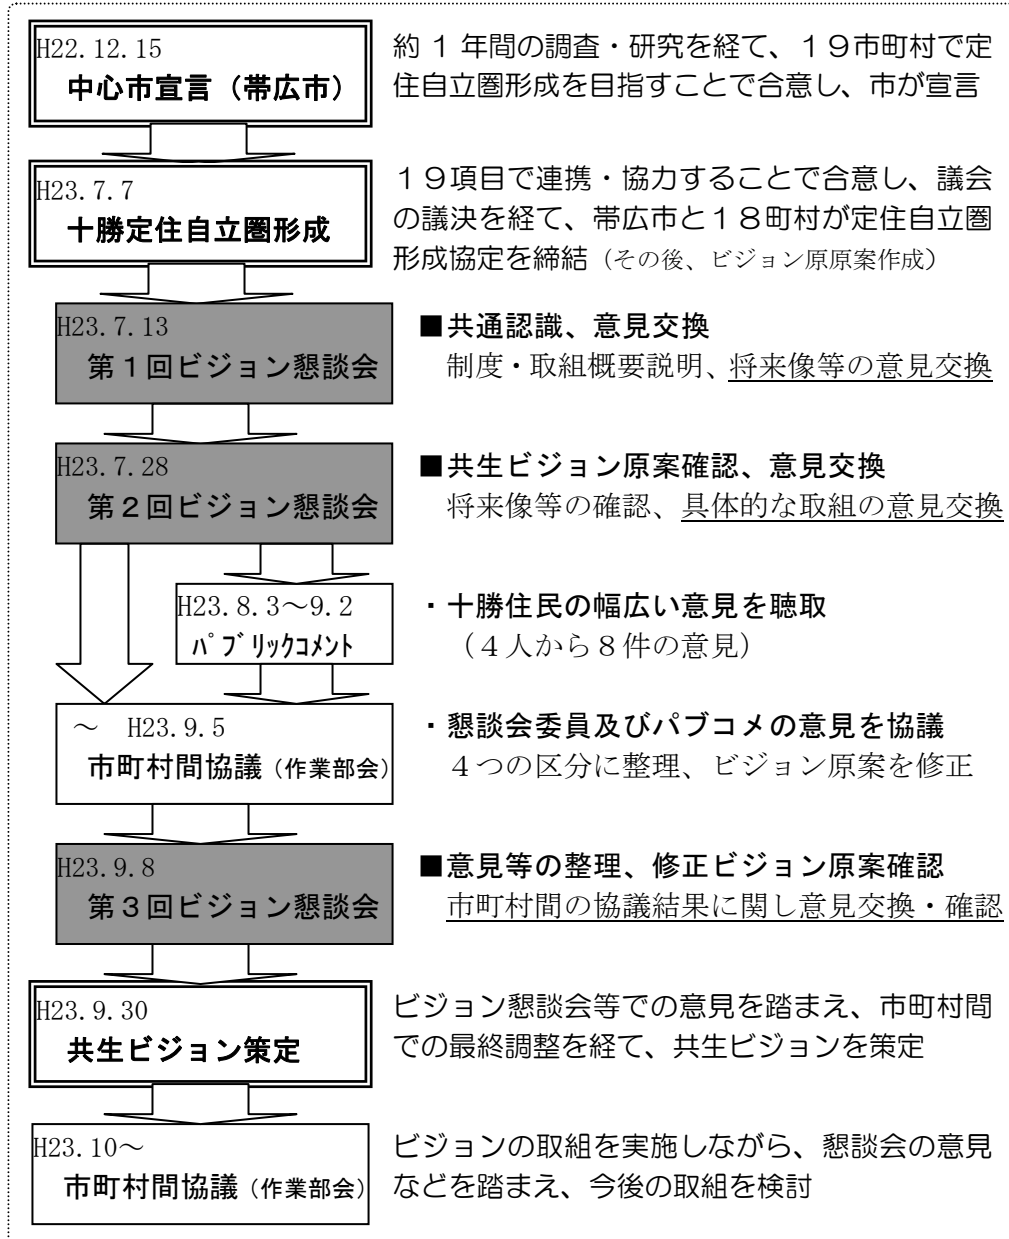 H22.12.15
中心市宣言（帯広市）
約１年間の調査・研究を経て、１９市町村で定
住自立圏形成を目指すことで合意し、市が宣言
H23.7.7
十勝定住自立圏形成
１９項目で連携・協力することで合意し、議会
の議決を経て、帯広市と１８町村が定住自立圏
形成協定を締結（その後、ビジョン原原案作成）
H23.7.13
第１回ビジョン懇談会
■共通認識、意見交換
制度・取組概要説明、将来像等の意見交換
H23.7.28
第２回ビジョン懇談会
■共生ビジョン原案確認、意見交換
将来像等の確認、具体的な取組の意見交換
H23.8.3～9.2
ﾊﾟﾌﾞﾘｯｸｺﾒﾝﾄ
・十勝住民の幅広い意見を聴取
（４人から８件の意見）
～　H23.9.5
市町村間協議（作業部会）
・懇談会委員及びパブコメの意見を協議
４つの区分に整理、ビジョン原案を修正
H23.9.8
第３回ビジョン懇談会
■意見等の整理、修正ビジョン原案確認
市町村間の協議結果に関し意見交換・確認
H23.9.30
共生ビジョン策定
ビジョン懇談会等での意見を踏まえ、市町村間
での最終調整を経て、共生ビジョンを策定
H23.10～
市町村間協議（作業部会）
ビジョンの取組を実施しながら、懇談会の意見
などを踏まえ、今後の取組を検討